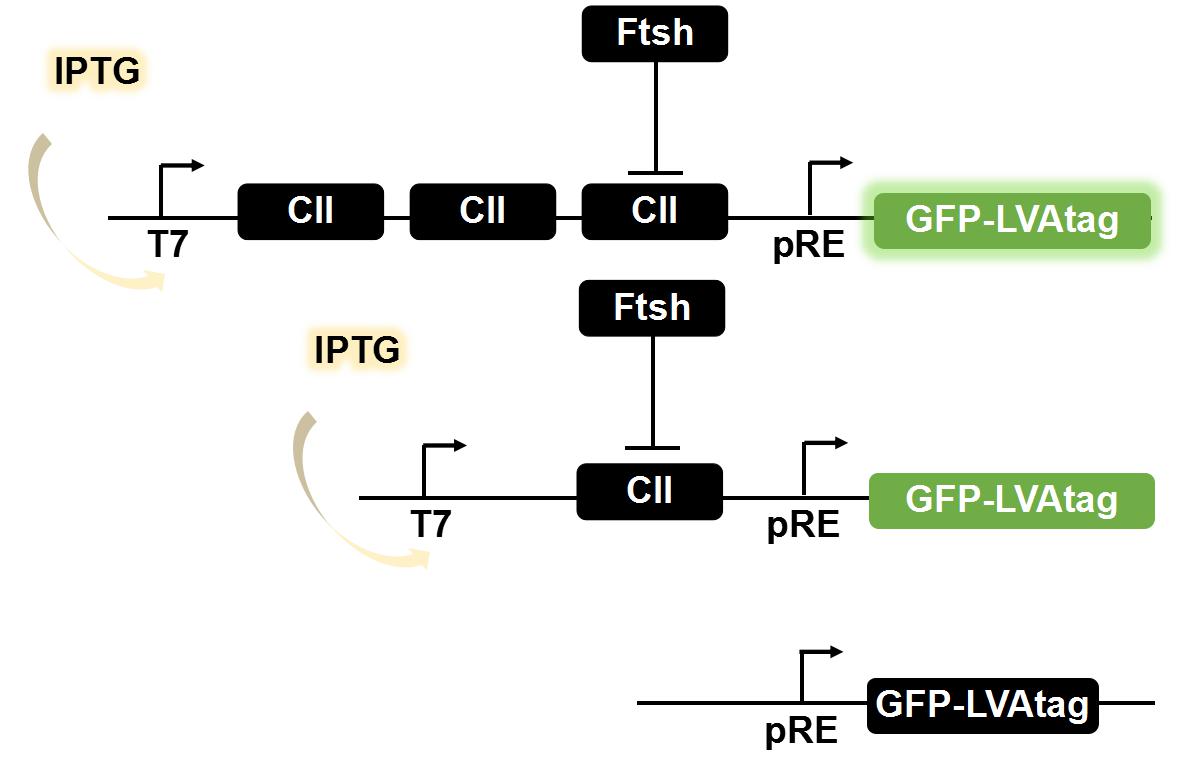 Ftsh
IPTG
CII CII CII
T7 pRE GFP-LVAtag
Ftsh
IPTG
CII
T7 pRE GFP-LVAtag
GFP-LVAtag
pRE